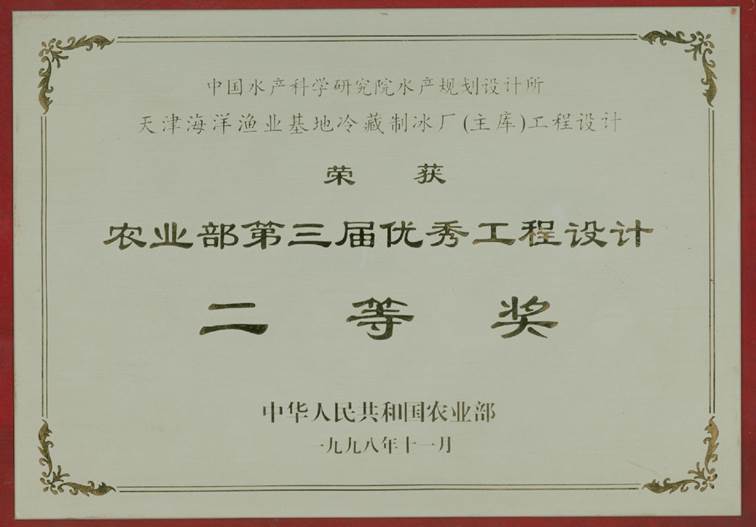 中国水产科学研究院水产规划设计所
天津海洋渔业基地冷藏制冰厂(主库)工程设计
荣获
农业部第三届优秀工程设计
二等奖
中华人民共和国农业部
一九九八年十一月